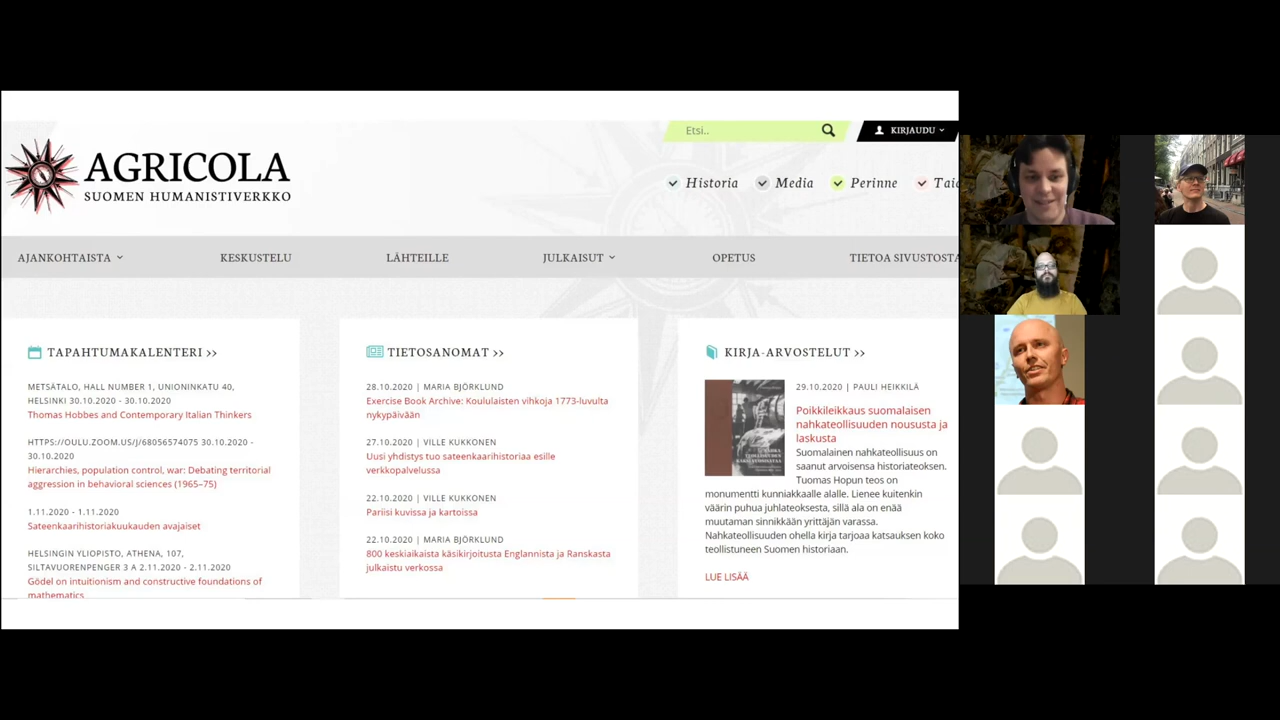 Etsi..
KIRJAUDU
AGRICOLA
SUOMEN HUMANISTIVERKKO
Historia
Media
Perinne
Taid
AJANKOHTAISTA
KESKUSTELU
LÄHTEILLE
JULKAISUT
OPETUS
TIETOA SIVUSTOSTA
TAPAHTUMAKALENTERI >>
METSÄTALO, HALL NUMBER 1, UNIONINKATU 40,
HELSINKI 30.10.2020 - 30.10.2020
Thomas Hobbes and Contemporary Italian Thinkers
HTTPS://OULU.ZOOM.US/J/68056574075 30.10.2020 -
30.10.2020
Hierarchies, population control, war: Debating territorial
aggression in behavioral sciences (1965–75)
1.11.2020 - 1.11.2020
Sateenkaarihistoriakuukauden avajaiset
HELSINGIN YLIOPISTO, ATHENA, 107,
SILTAVUORENPENGER 3 A 2.11.2020 - 2.11.2020
Gödel on intuitionism and constructive foundations of
mathematics
TIETOSANOMAT >>
28.10.2020 | MARIA BJÖRKLUND
Exercise Book Archive: Koululaisten vihkoja 1773-luvulta
nykypäivään
27.10.2020 | VILLE KUKKONEN
Uusi yhdistys tuo sateenkaarihistoriaa esille
verkkopalvelussa
22.10.2020 | VILLE KUKKONEN
Pariisi kuvissa ja kartoissa
22.10.2020 | MARIA BJÖRKLUND
800 keskiaikaista käsikirjoitusta Englannista ja Ranskasta
julkaistu verkossa
KIRJA-ARVOSTELUT >>
29.10.2020 | PAULI HEIKKILÄ
Poikkileikkaus suomalaisen
nahkateollisuuden noususta ja
laskusta
Suomalainen nahkateollisuus on
saanut arvoisensa historiateoksen.
Tuomas Hopun teos on
monumentti kunniakkaalle alalle. Lienee kuitenkin
väärin puhua juhlateoksesta, sillä ala on enää
muutaman sinnikkään yrittäjän varassa.
Nahkateollisuuden ohella kirja tarjoaa katsauksen koko
teollistuneen Suomen historiaan.
LUE LISÄÄ